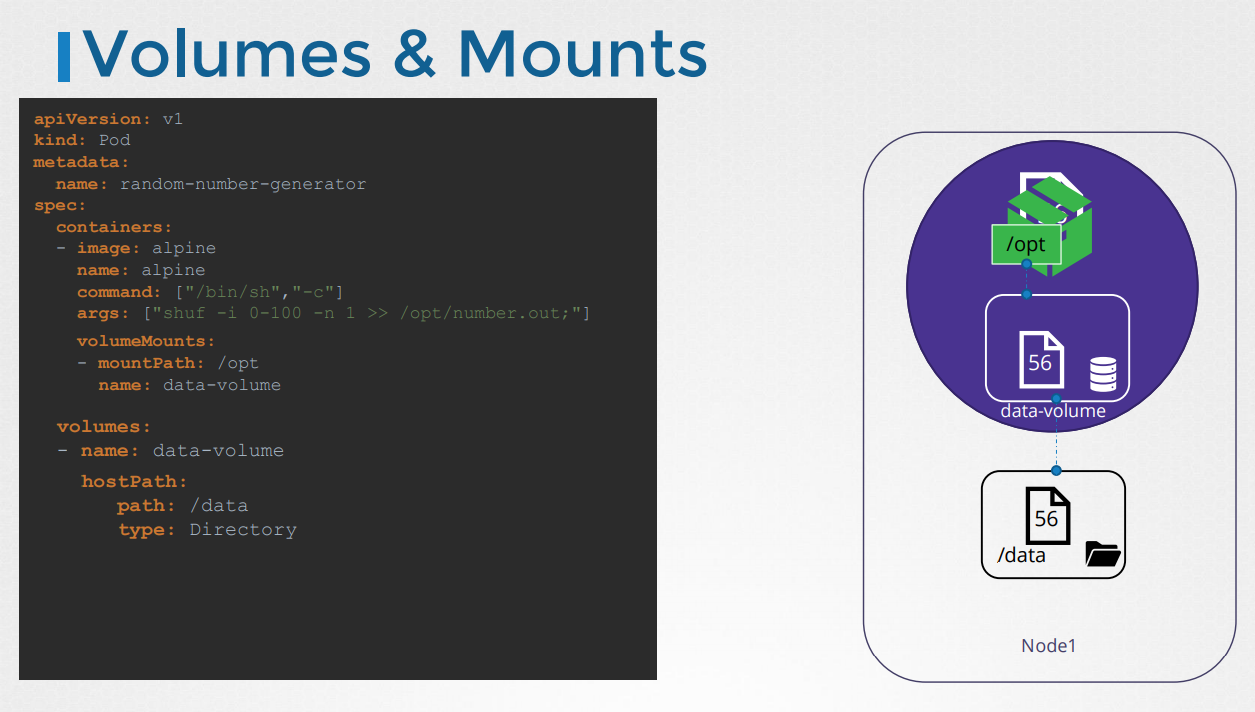 Volumes & Mounts
apiVersion: v1
kind: Pod
metadata:
  name: random-number-generator
spec:
  containers:
  - image: alpine
    name: alpine
    command: ["/bin/sh","-c"]
    args: ["shuf -i 0-100 -n 1 >> /opt/number.out;"]
    volumeMounts:
    - mountPath: /opt
      name: data-volume
  volumes:
  - name: data-volume
    hostPath:
       path: /data
       type: Directory
/opt
56
data-volume
56
/data
Node1